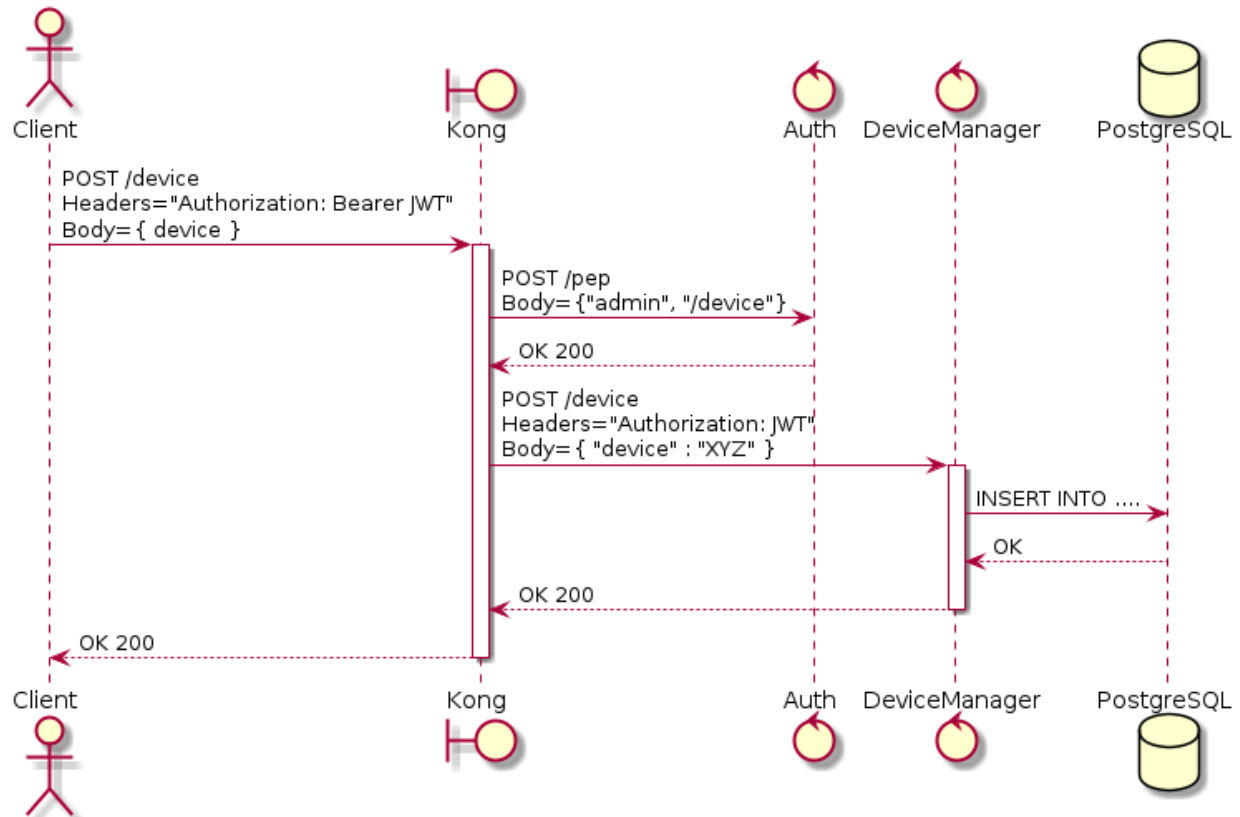 Client
Kong
Auth
DeviceManager
PostgreSQL
POST /device
Headers="Authorization: Bearer JWT"
Body={ device }
POST /pep
Body={"admin", "/device"}
OK 200
POST /device
Headers="Authorization: JWT"
Body={ "device" : "XYZ" }
INSERT INTO ....
OK
OK 200
OK 200
Client
Kong
Auth
DeviceManager
PostgreSQL